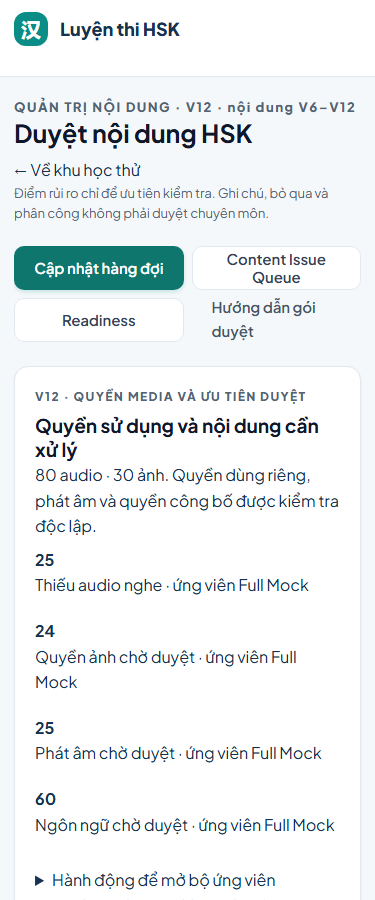 汉 Luyện thi HSK
QUẢN TRỊ NỘI DUNG · V12 · nội dung V6–V12
Duyệt nội dung HSK
← Về khu học thử
Điểm rủi ro chỉ để ưu tiên kiểm tra. Ghi chú, bỏ qua và
phân công không phải duyệt chuyên môn.
Cập nhật hàng đợi
Content Issue
Queue
Readiness
Hướng dẫn gói
duyệt
V12 · QUYỀN MEDIA VÀ ƯU TIÊN DUYỆT
Quyền sử dụng và nội dung cần
xử lý
80 audio · 30 ảnh. Quyền dùng riêng,
phát âm và quyền công bố được kiểm tra
độc lập.
25
Thiếu audio nghe · ứng viên Full Mock
24
Quyền ảnh chờ duyệt · ứng viên Full
Mock
25
Phát âm chờ duyệt · ứng viên Full Mock
60
Ngôn ngữ chờ duyệt · ứng viên Full Mock
▶ Hành động để mở bộ ứng viên